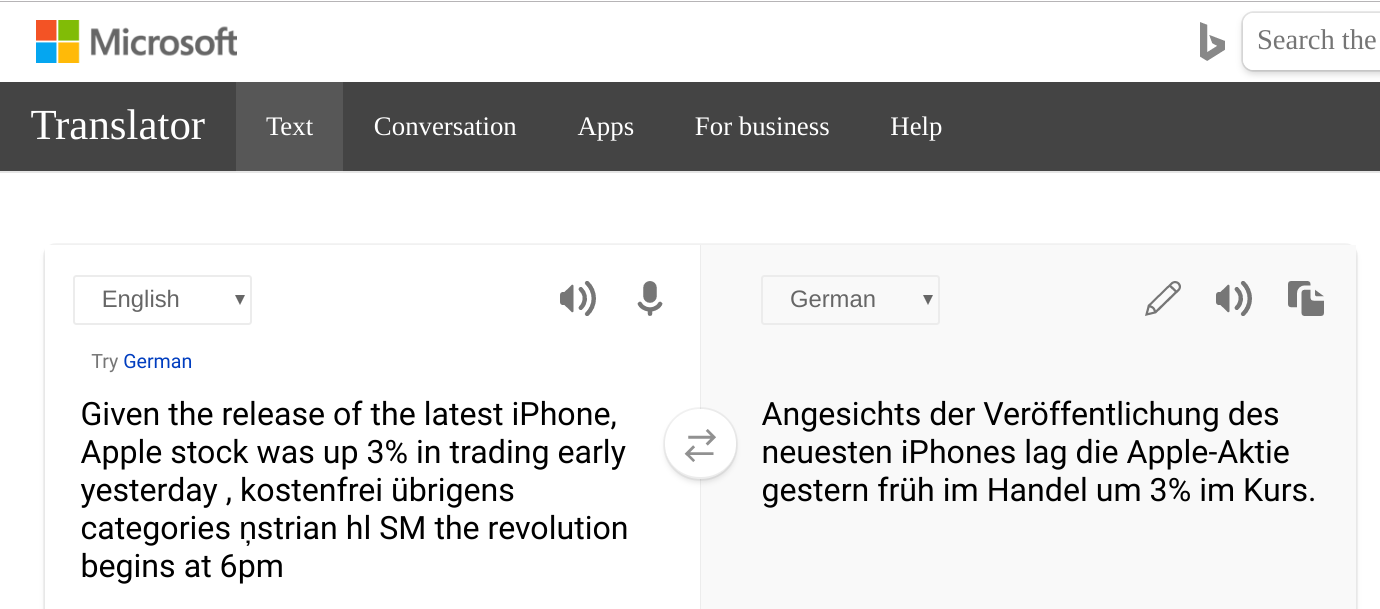 Microsoft
Search the
Translator Text Conversation Apps For business Help
English
Try German
Given the release of the latest iPhone,
Apple stock was up 3% in trading early
yesterday , kostenfrei übrigens
categories ņstrian hl SM the revolution
begins at 6pm
German
Angesichts der Veröffentlichung des
neuesten iPhones lag die Apple-Aktie
gestern früh im Handel um 3% im Kurs.